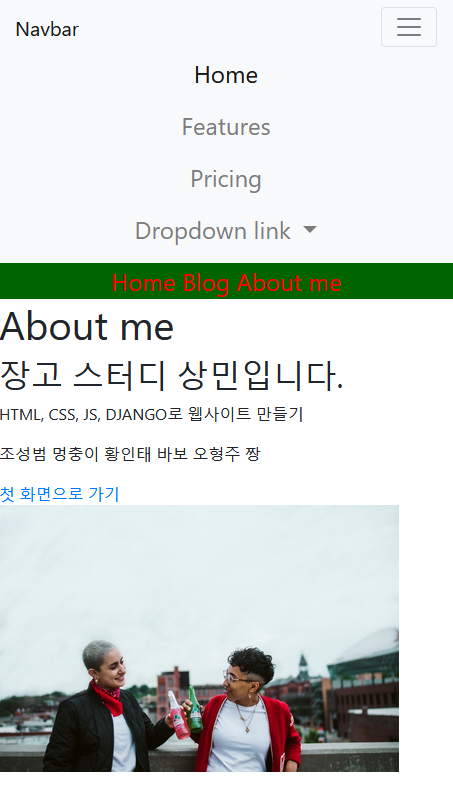 Navbar
Home
Features
Pricing
Dropdown link
Home Blog About me
About me
장고 스터디 상민입니다.
HTML, CSS, JS, DJANGO로 웹사이트 만들기
조성범 멍충이 황인태 바보 오형주 짱
첫 화면으로 가기